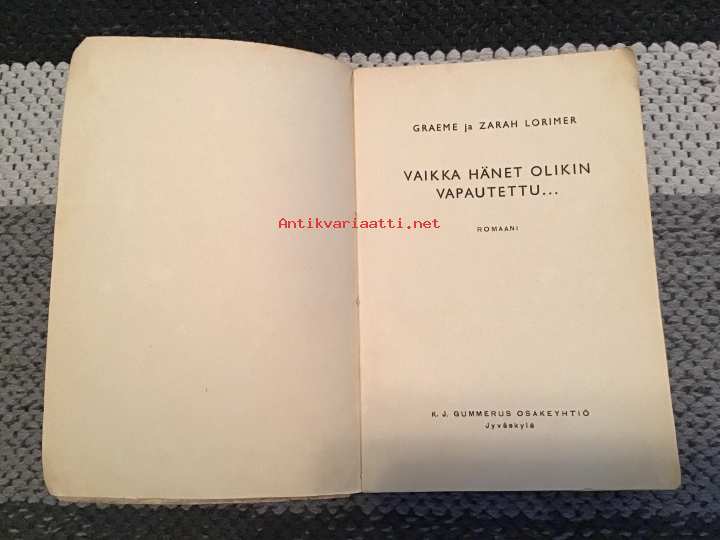 GRAEME ja ZARAH LORIMER
VAIKKA HÄNET OLIKIN
VAPAUTETTU...
Antikvariaatti.net
ROMAANI
K. J. GUMMERUS OSAKEYHTIÖ
Jyväskylä